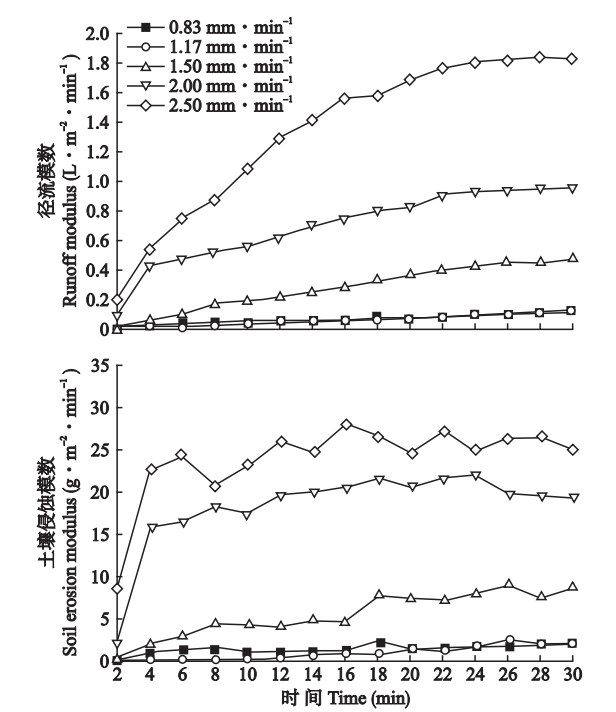 0.83 mm · min⁻¹
1.17 mm · min⁻¹
1.50 mm · min⁻¹
2.00 mm · min⁻¹
2.50 mm · min⁻¹
2.0
1.8
1.6
1.4
1.2
1.0
0.8
0.6
0.4
0.2
0
径流模数
Runoff modulus (L · m⁻² · min⁻¹ )
35
30
25
20
15
10
5
0
土壤侵蚀模数
Soil erosion modulus (g · m⁻² · min⁻¹ )
2 4 6 8 10 12 14 16 18 20 22 24 26 28 30
时 间 Time (min)